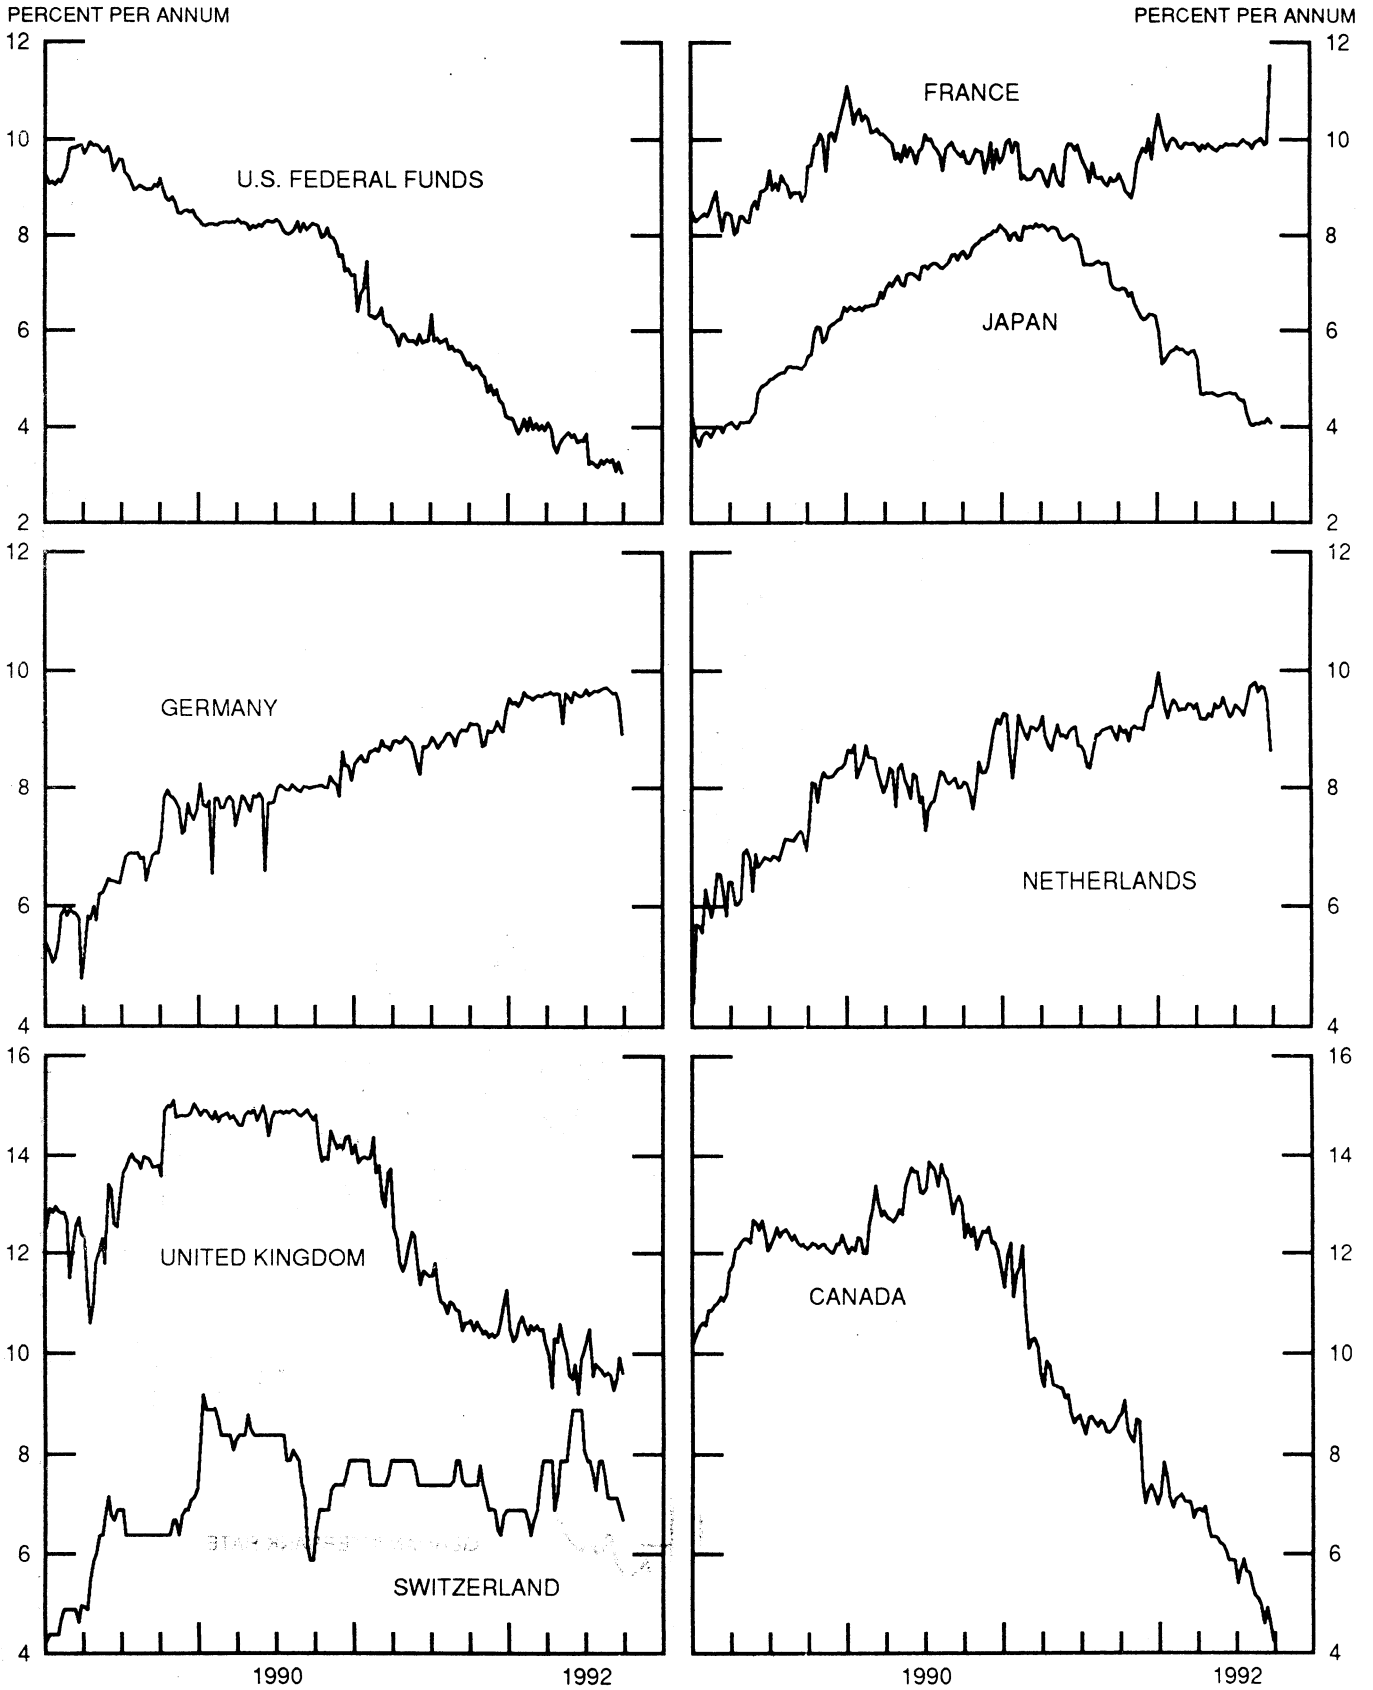 PERCENT PER ANNUM PERCENT PER ANNUM
12 12
FRANCE
10 10
U.S. FEDERAL FUNDS
8 8
JAPAN
6 6
4 4
2 2
12 12
10 10
GERMANY
8 8
NETHERLANDS
6 6
4 4
16 16
14 14
UNITED KINGDOM
12 12
CANADA
10 10
8 8
6 6
SWITZERLAND
4 4
1990 1992 1990 1992